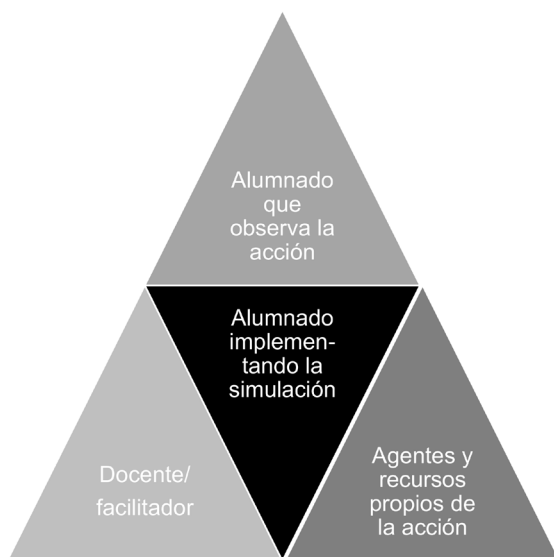 Alumnado
que
observa la
acción
Alumnado
implemen-
tando la
simulación
Docente/
facilitador
Agentes y
recursos
propios de
la acción